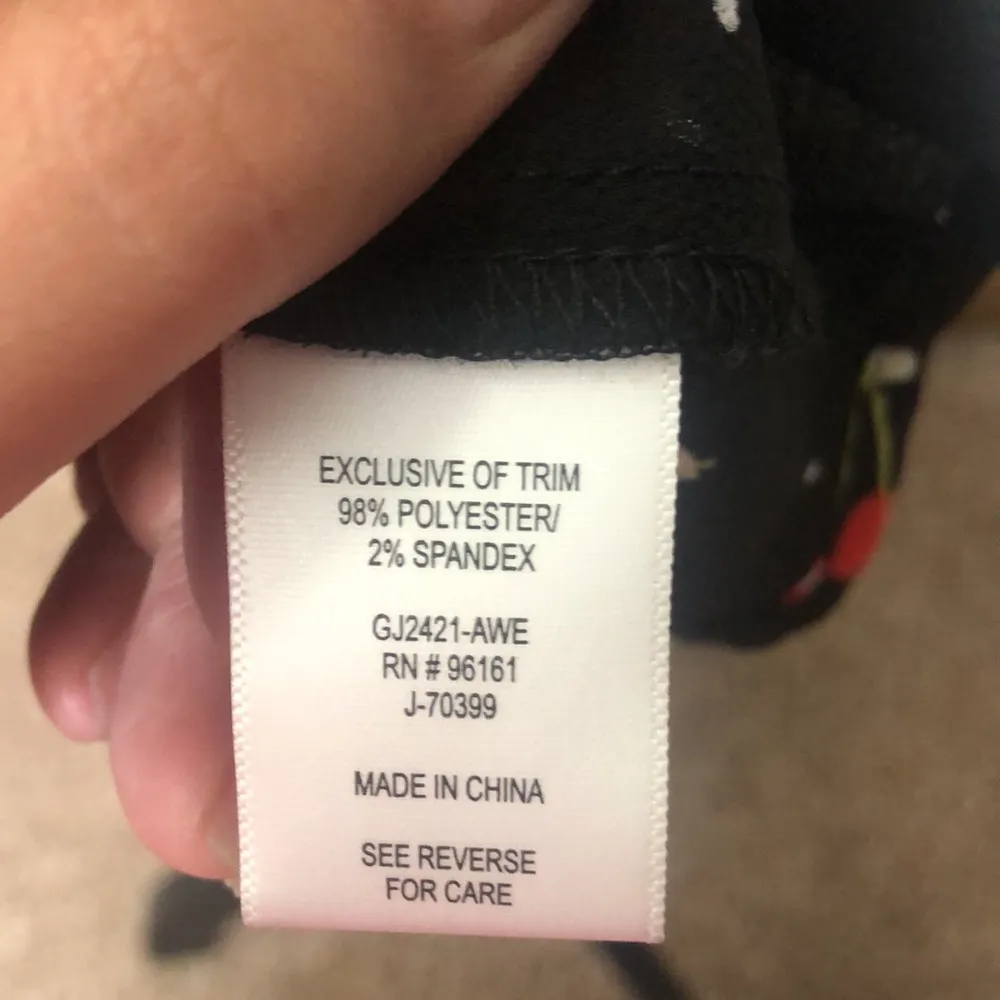 EXCLUSIVE OF TRIM
98% POLYESTER/
2% SPANDEX
GJ2421-AWE
RN # 96161
J-70399
MADE IN CHINA
SEE REVERSE
FOR CARE